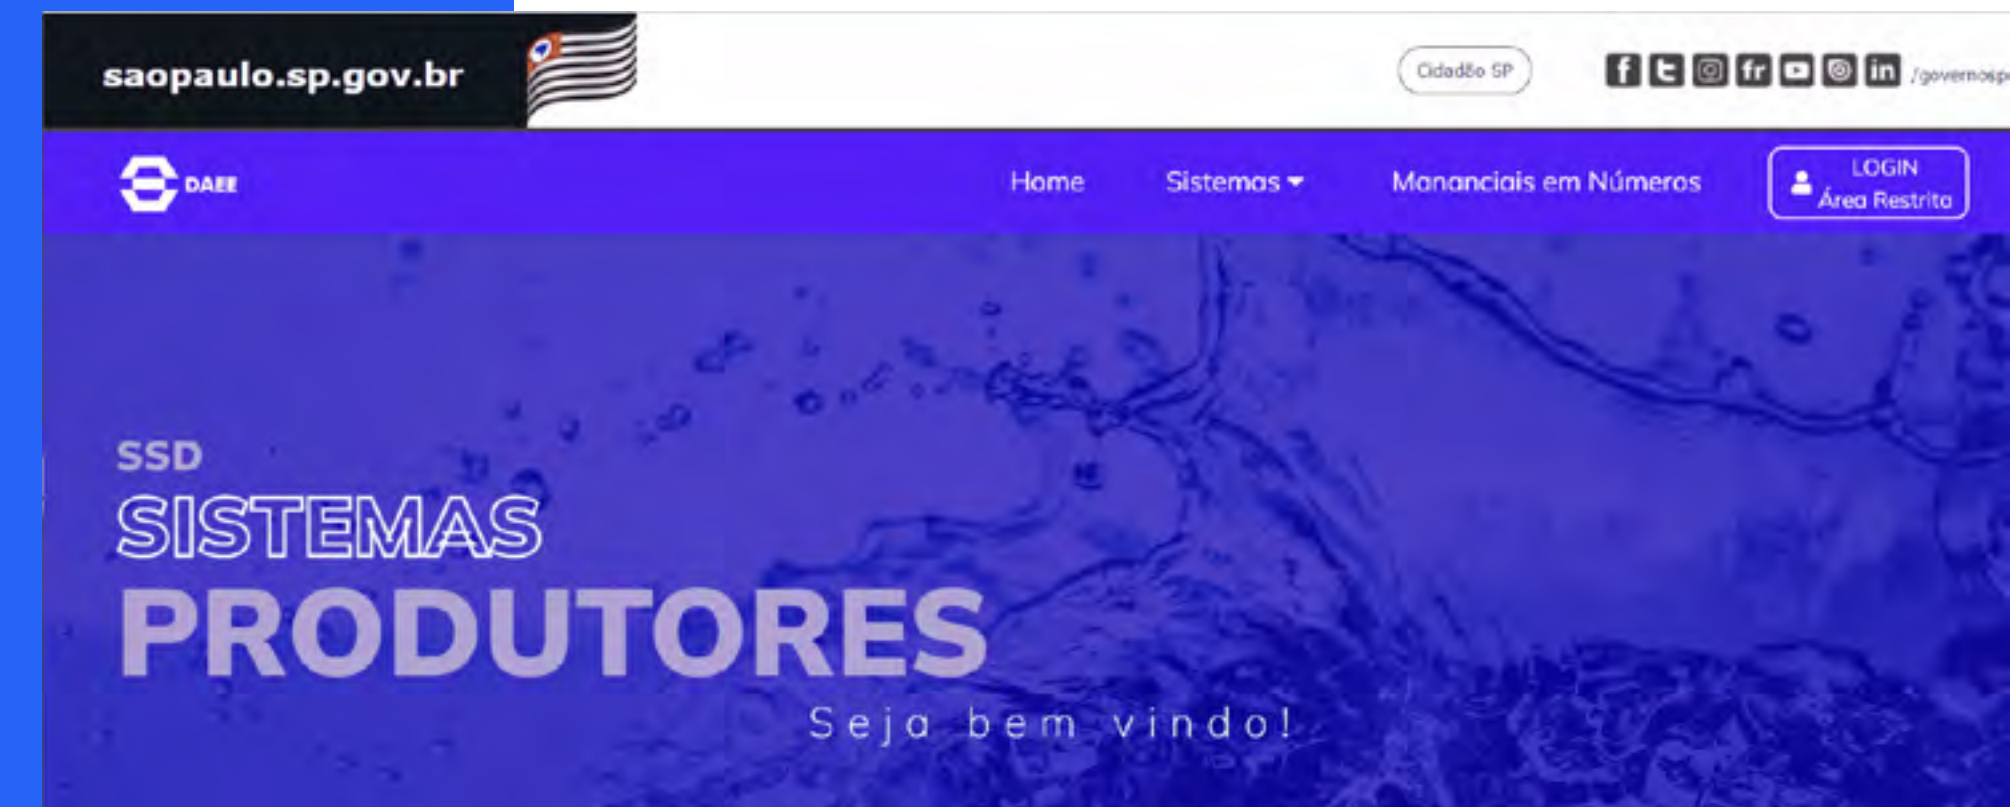 saopaulo.sp.gov.br
Cidadão SP
/governosp
DAEE
Home
Sistemas
Mananciais em Números
LOGIN
Área Restrita
SSD
SISTEMAS
PRODUTORES
Seja bem vindo!